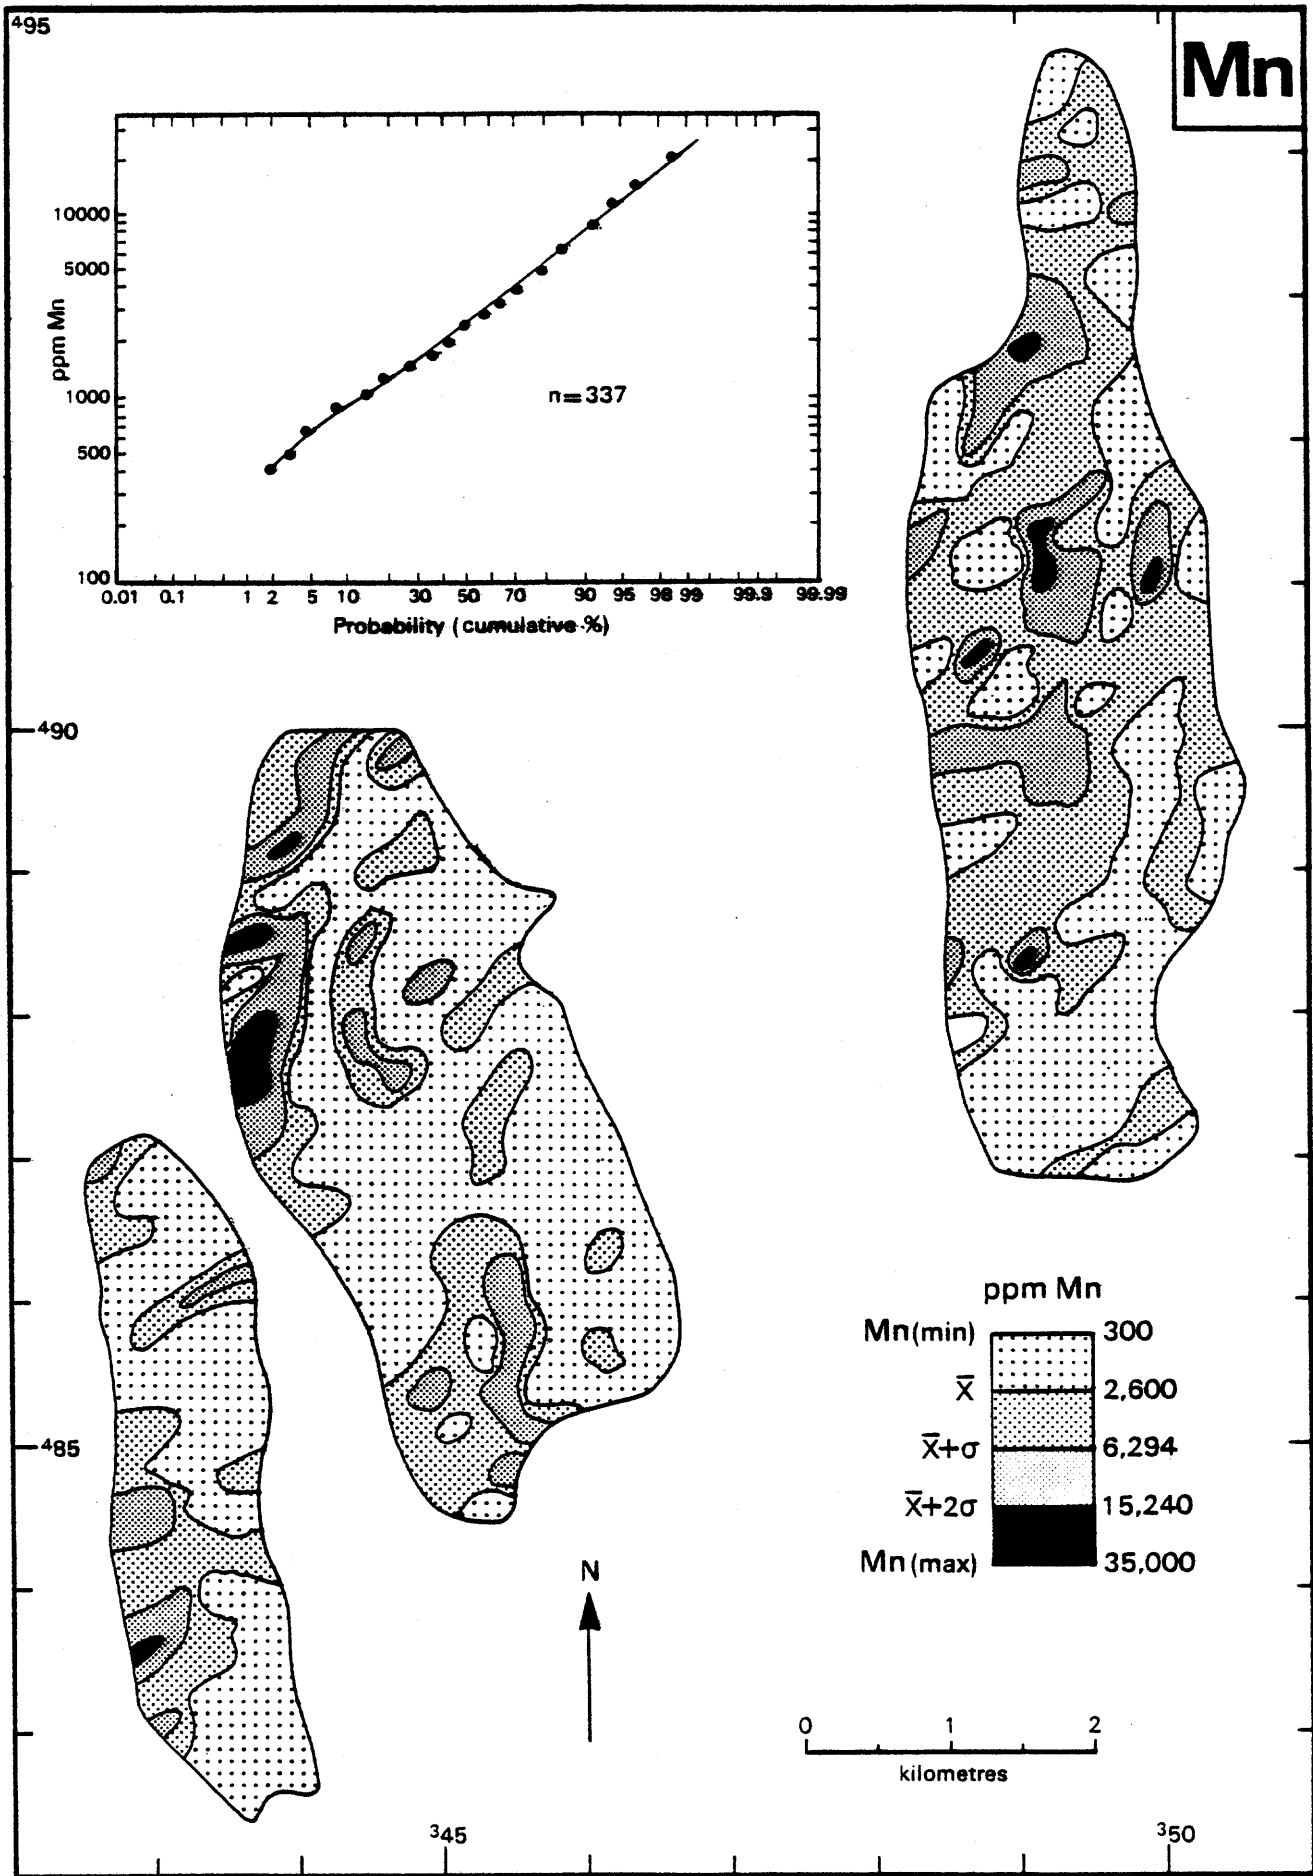 ⁴95
Mn
10000
5000
1000
500
100
ppm Mn
n=337
0.01 0.1 1 2 5 10 30 50 70 90 95 98 99 99.9 99.99
Probability (cumulative %)
⁴90
⁴85
ppm Mn
Mn(min) 300
x̄ 2,600
x̄+σ 6,294
x̄+2σ 15,240
Mn(max) 35,000
N
0 1 2
kilometres
³45
³50